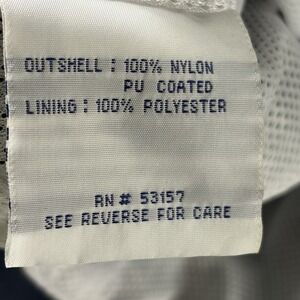 OUTSHELL : 100% NYLON
PU COATED
LINING : 100% POLYESTER
RN # 53157
SEE REVERSE FOR CARE